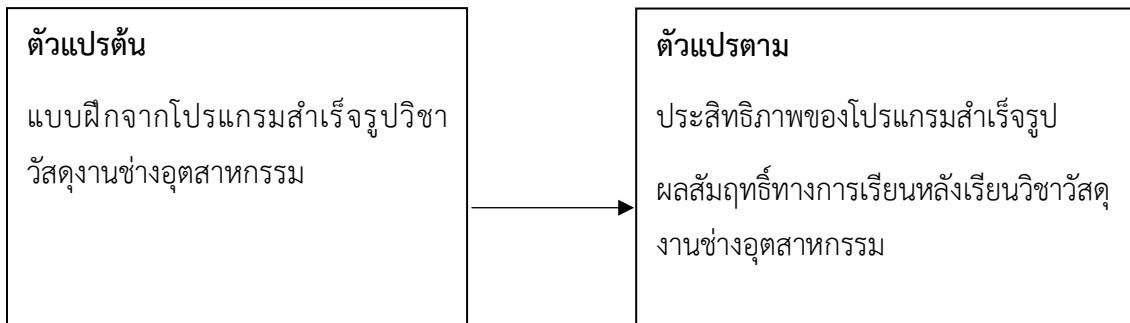 ตัวแปรต้น
แบบฝึกจากโปรแกรมสำเร็จรูปวิชา
วัสดุงานช่างอุตสาหกรรม
ตัวแปรตาม
ประสิทธิภาพของโปรแกรมสำเร็จรูป
ผลสัมฤทธิ์ทางการเรียนหลังเรียนวิชาวัสดุ
งานช่างอุตสาหกรรม